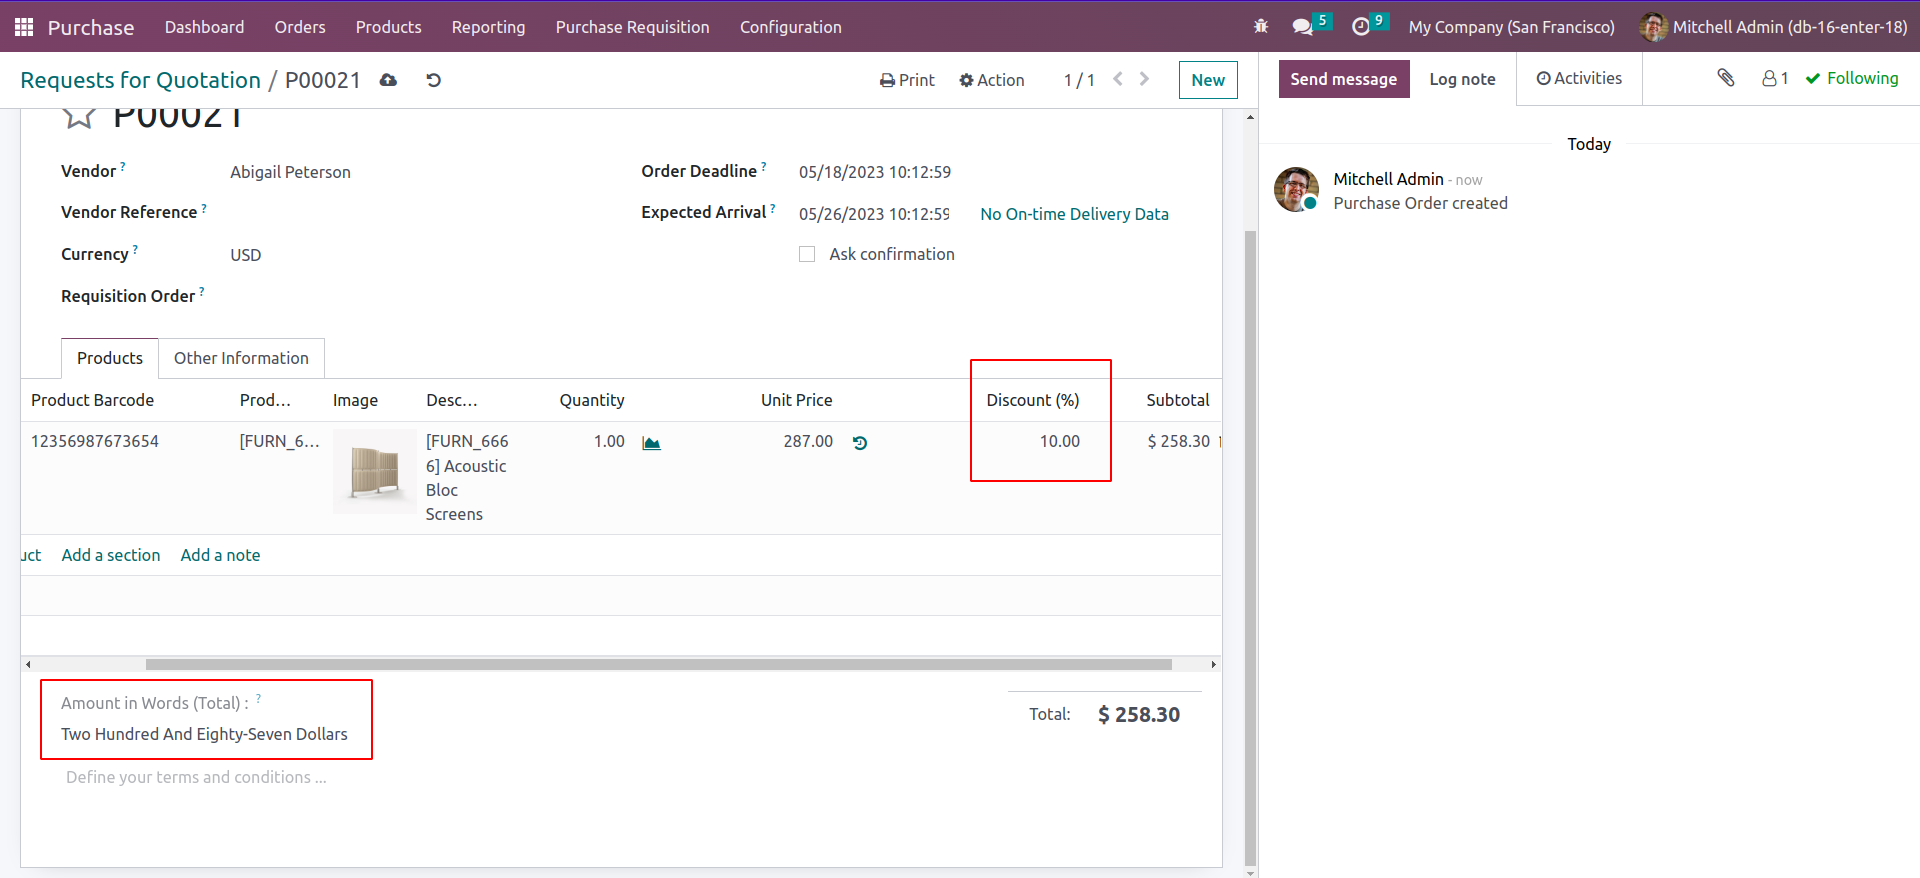 Purchase Dashboard Orders Products Reporting Purchase Requisition Configuration 5 9 My Company (San Francisco) Mitchell Admin (db-16-enter-18)
Requests for Quotation / P00021 Print Action 1 / 1 New Send message Log note Activities 1 Following
P00021
Today
Vendor ? Abigail Peterson Order Deadline ? 05/18/2023 10:12:59
Mitchell Admin - now
Purchase Order created
Vendor Reference ? Expected Arrival ? 05/26/2023 10:12:59 No On-time Delivery Data
Currency ? USD Ask confirmation
Requisition Order ?
Products Other Information
Product Barcode Prod... Image Desc... Quantity Unit Price Discount (%) Subtotal
12356987673654 [FURN_6... [FURN_666 1.00 287.00 10.00 $ 258.30
6] Acoustic
Bloc
Screens
uct Add a section Add a note
Amount in Words (Total) : ?
Two Hundred And Eighty-Seven Dollars
Total: $ 258.30
Define your terms and conditions ...